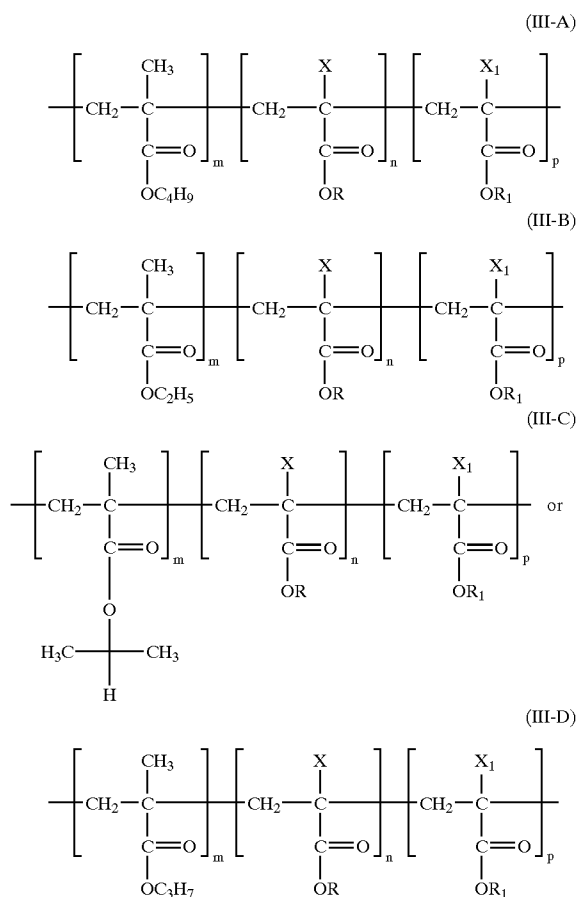 (III-A)
CH3 X X1
CH2 C CH2 C CH2 C
C=O m C=O n C=O p
OC4H9 OR OR1
(III-B)
CH3 X X1
CH2 C CH2 C CH2 C
C=O m C=O n C=O p
OC2H5 OR OR1
(III-C)
CH3 X X1
CH2 C CH2 C CH2 C or
C=O m C=O n C=O p
O OR OR1
H3C CH3
H
(III-D)
CH3 X X1
CH2 C CH2 C CH2 C
C=O m C=O n C=O p
OC3H7 OR OR1